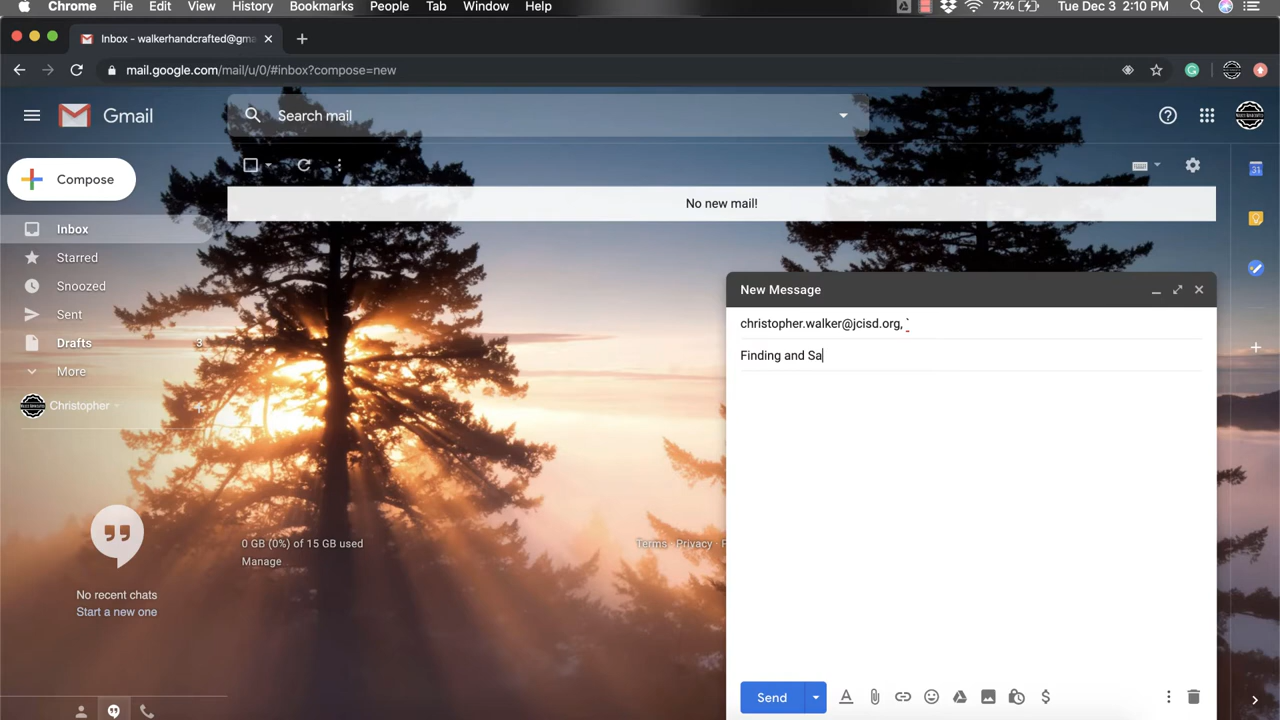 Chrome File Edit View History Bookmarks People Tab Window Help 72% Tue Dec 3 2:10 PM
Inbox - walkerhandcrafted@gma
mail.google.com/mail/u/0/#inbox?compose=new
Gmail
Search mail
Compose
No new mail!
Inbox
Starred
Snoozed
Sent
Drafts 3
More
Christopher
No recent chats
Start a new one
0 GB (0%) of 15 GB used
Manage
Terms · Privacy ·
31
New Message
christopher.walker@jcisd.org, `
Finding and Sa
Send